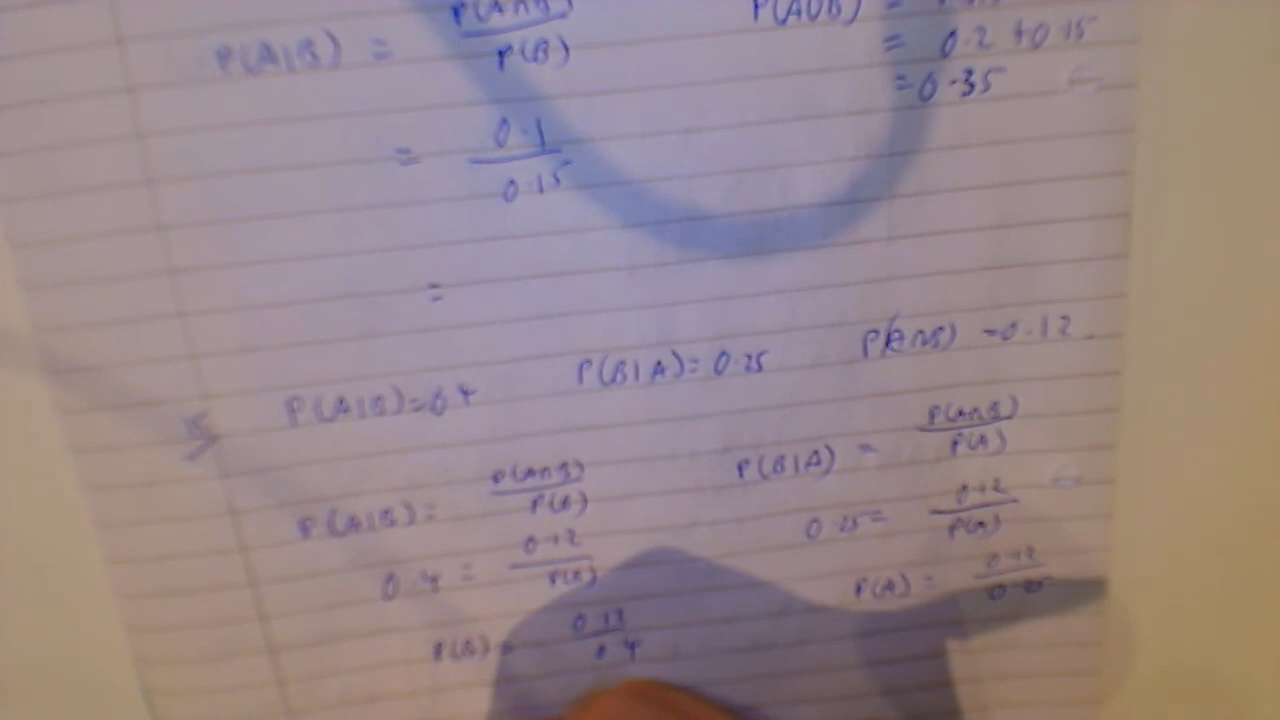 P(A|B) = P(A∩B) / P(B)
P(A∪B) =
= 0.2 + 0.15
= 0.35
= 0.1 / 0.15
=
P(A|B) = 0.4 P(B|A) = 0.25 P(A∩B) = 0.12
P(A|B) = P(A∩B) / P(B)
P(B|A) = P(A∩B) / P(A)
0.4 = 0.12 / P(B)
0.25 = 0.12 / P(A)
P(B) = 0.12 / 0.4
P(A) = 0.12 / 0.25